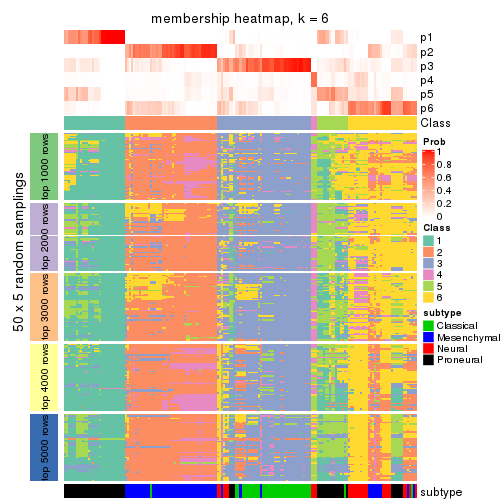 membership heatmap, k = 6
p1
p2
p3
p4
p5
p6
Class
50 x 5 random samplings
top 1000 rows
top 2000 rows
top 3000 rows
top 4000 rows
top 5000 rows
subtype
Prob
1
0.8
0.6
0.4
0.2
0
Class
1
2
3
4
5
6
subtype
Classical
Mesenchymal
Neural
Proneural